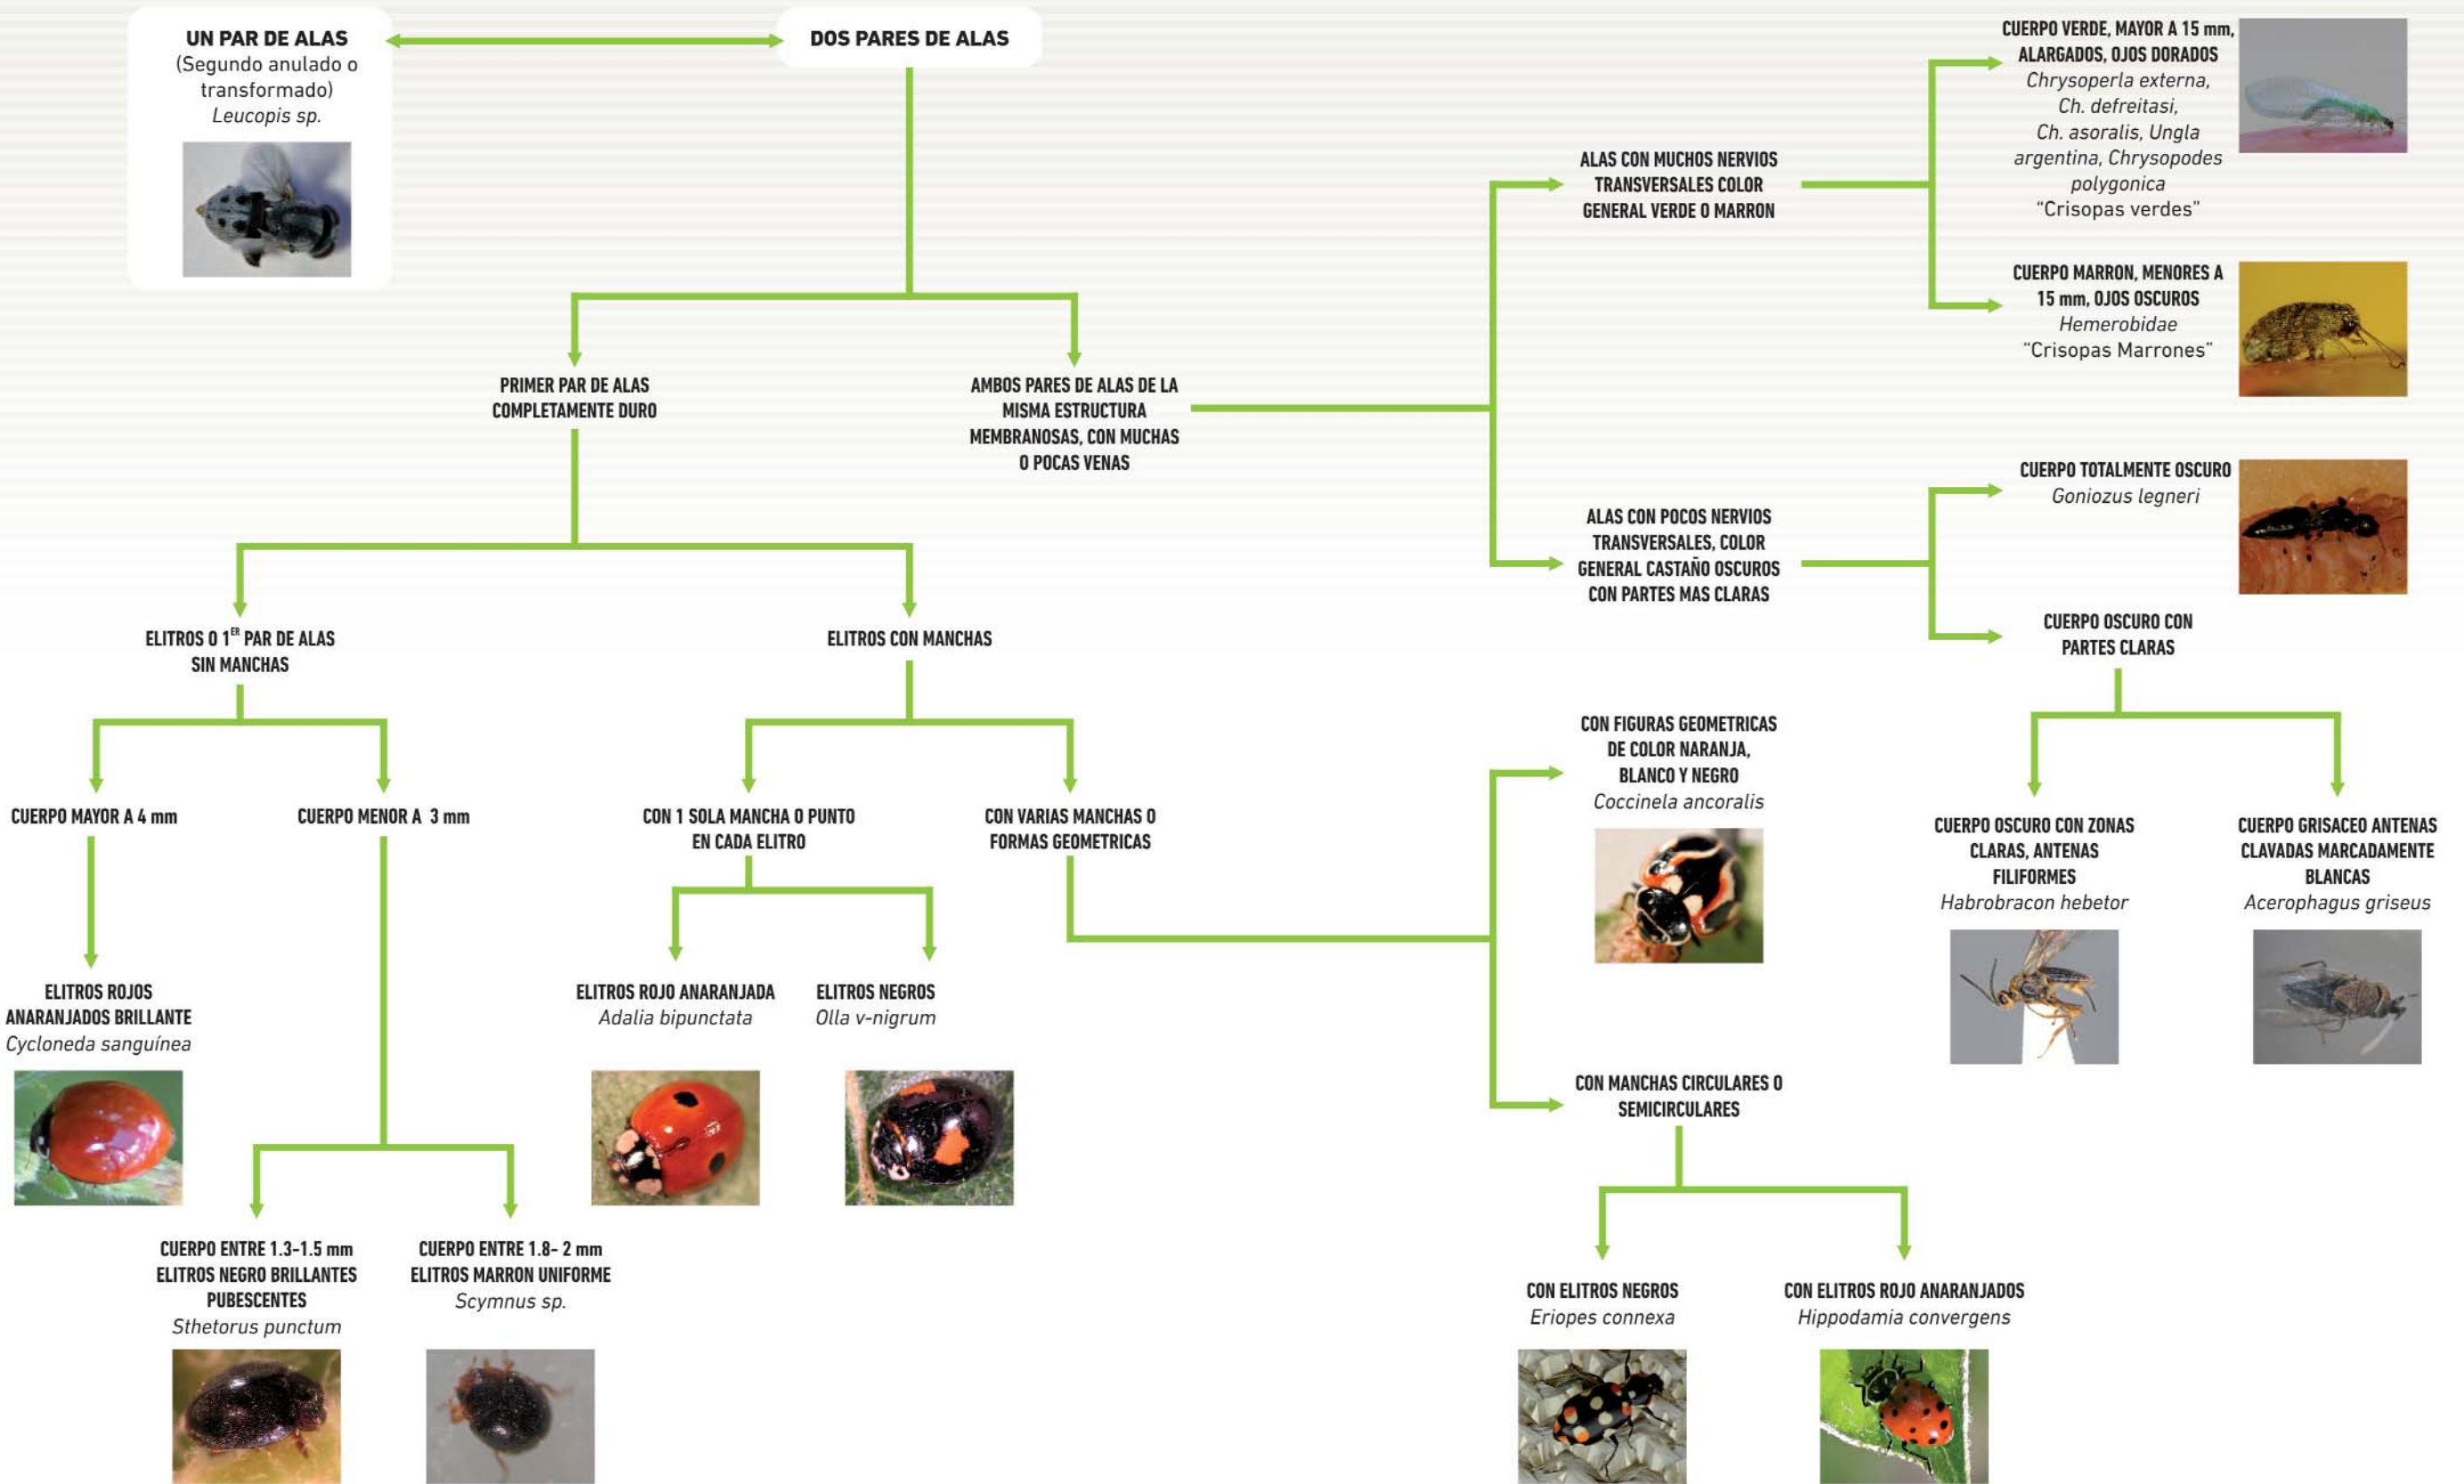 UN PAR DE ALAS
(Segundo anulado o
transformado)
Leucopis sp.
DOS PARES DE ALAS
CUERPO VERDE, MAYOR A 15 mm,
ALARGADOS, OJOS DORADOS
Chrysoperla externa,
Ch. defreitasi,
Ch. asoralis, Ungla
argentina, Chrysopodes
polygonica
“Crisopas verdes”
ALAS CON MUCHOS NERVIOS
TRANSVERSALES COLOR
GENERAL VERDE O MARRON
CUERPO MARRON, MENORES A
15 mm, OJOS OSCUROS
Hemerobidae
“Crisopas Marrones”
PRIMER PAR DE ALAS
COMPLETAMENTE DURO
AMBOS PARES DE ALAS DE LA
MISMA ESTRUCTURA
MEMBRANOSAS, CON MUCHAS
O POCAS VENAS
CUERPO TOTALMENTE OSCURO
Goniozus legneri
ALAS CON POCOS NERVIOS
TRANSVERSALES, COLOR
GENERAL CASTAÑO OSCUROS
CON PARTES MAS CLARAS
CUERPO OSCURO CON
PARTES CLARAS
ELITROS O 1ER PAR DE ALAS
SIN MANCHAS
ELITROS CON MANCHAS
CUERPO MAYOR A 4 mm
CUERPO MENOR A 3 mm
CON 1 SOLA MANCHA O PUNTO
EN CADA ELITRO
CON VARIAS MANCHAS O
FORMAS GEOMETRICAS
CON FIGURAS GEOMETRICAS
DE COLOR NARANJA,
BLANCO Y NEGRO
Coccinela ancoralis
CUERPO OSCURO CON ZONAS
CLARAS, ANTENAS
FILIFORMES
Habrobracon hebetor
CUERPO GRISACEO ANTENAS
CLAVADAS MARCADAMENTE
BLANCAS
Acerophagus griseus
ELITROS ROJOS
ANARANJADOS BRILLANTE
Cycloneda sanguínea
ELITROS ROJO ANARANJADA
Adalia bipunctata
ELITROS NEGROS
Olla v-nigrum
CON MANCHAS CIRCULARES O
SEMICIRCULARES
CUERPO ENTRE 1.3-1.5 mm
ELITROS NEGRO BRILLANTES
PUBESCENTES
Sthetorus punctum
CUERPO ENTRE 1.8- 2 mm
ELITROS MARRON UNIFORME
Scymnus sp.
CON ELITROS NEGROS
Eriopes connexa
CON ELITROS ROJO ANARANJADOS
Hippodamia convergens